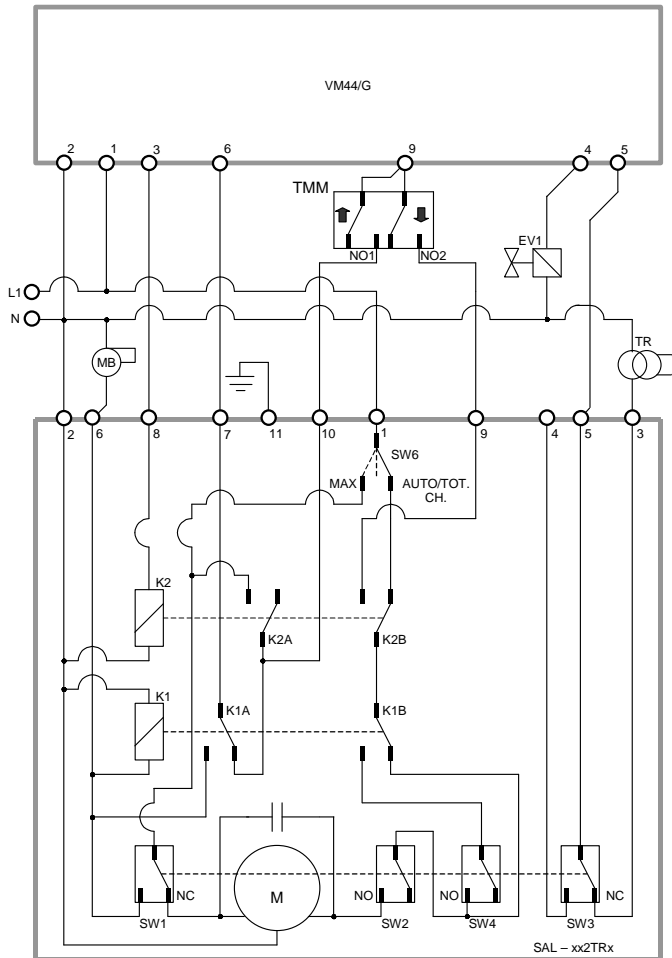 VM44/G
2 1 3 6 9 4 5
TMM
NO1 NO2
EV1
L1
N
MB
TR
2 6 8 7 11 10 1 9 4 5 3
SW6
MAX AUTO/TOT.
CH.
K2
K2A K2B
K1
K1A K1B
NC M NO NO NC
SW1 SW2 SW4 SW3
SAL – xx2TRx